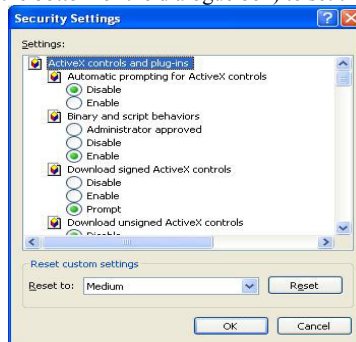 Security Settings
Settings:
ActiveX controls and plug-ins
Automatic prompting for ActiveX controls
Disable
Enable
Binary and script behaviors
Administrator approved
Disable
Enable
Download signed ActiveX controls
Disable
Enable
Prompt
Download unsigned ActiveX controls
Disable
Reset custom settings
Reset to: Medium Reset
OK Cancel